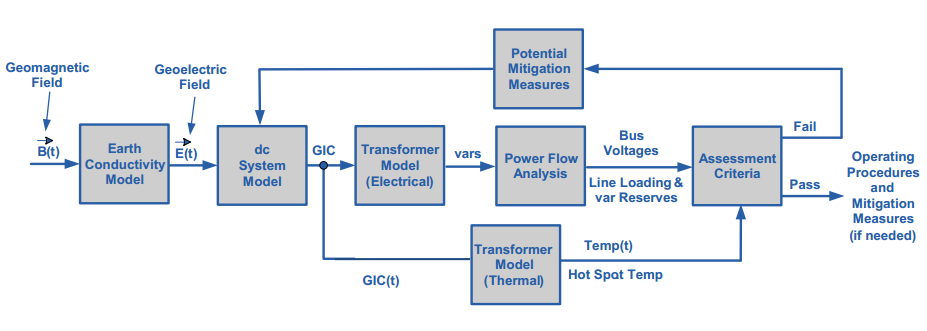 Geomagnetic
Field
B(t)
Earth
Conductivity
Model
Geoelectric
Field
E(t)
dc
System
Model
GIC
Transformer
Model
(Electrical)
vars
Power Flow
Analysis
Bus
Voltages
Line Loading &
var Reserves
Assessment
Criteria
Fail
Potential
Mitigation
Measures
Pass
Operating
Procedures
and
Mitigation
Measures
(if needed)
GIC(t)
Transformer
Model
(Thermal)
Temp(t)
Hot Spot Temp